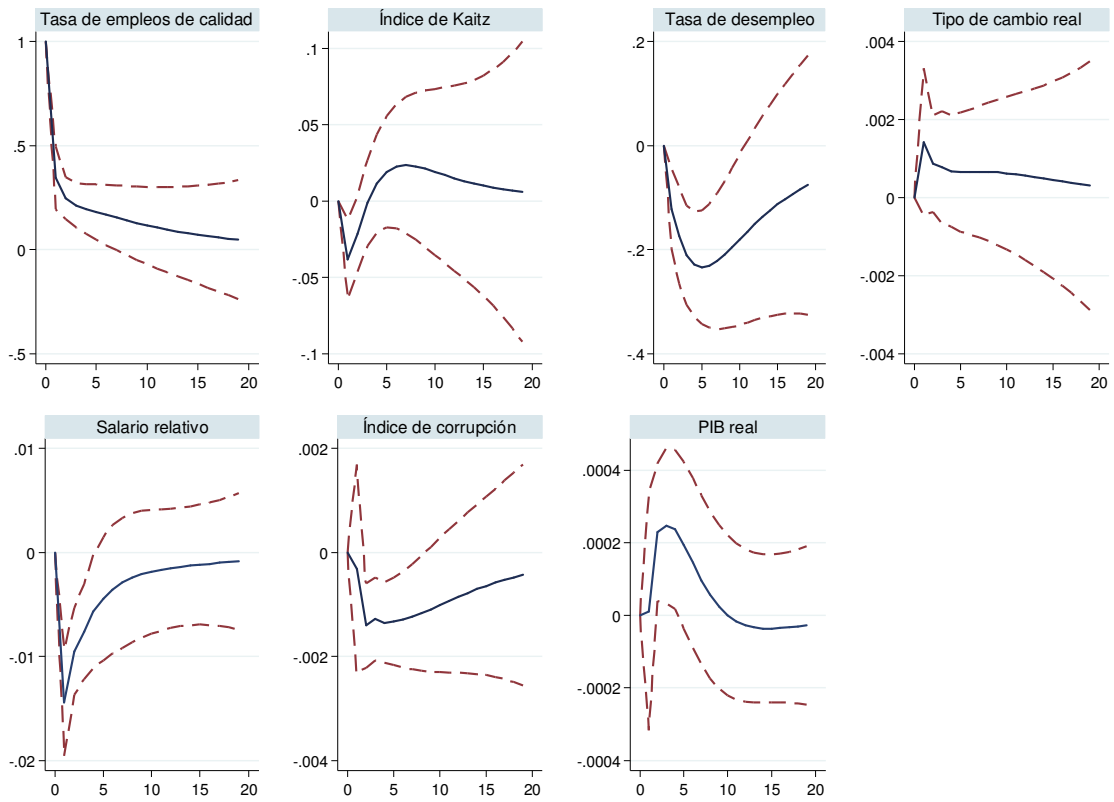 Tasa de empleos de calidad
1
.5
0
-.5
0 5 10 15 20
Índice de Kaitz
.1
.05
0
-.05
-.1
0 5 10 15 20
Tasa de desempleo
.2
0
-.2
-.4
0 5 10 15 20
Tipo de cambio real
.004
.002
0
-.002
-.004
0 5 10 15 20
Salario relativo
.01
0
-.01
-.02
0 5 10 15 20
Índice de corrupción
.002
0
-.002
-.004
0 5 10 15 20
PIB real
.0004
.0002
0
-.0002
-.0004
0 5 10 15 20